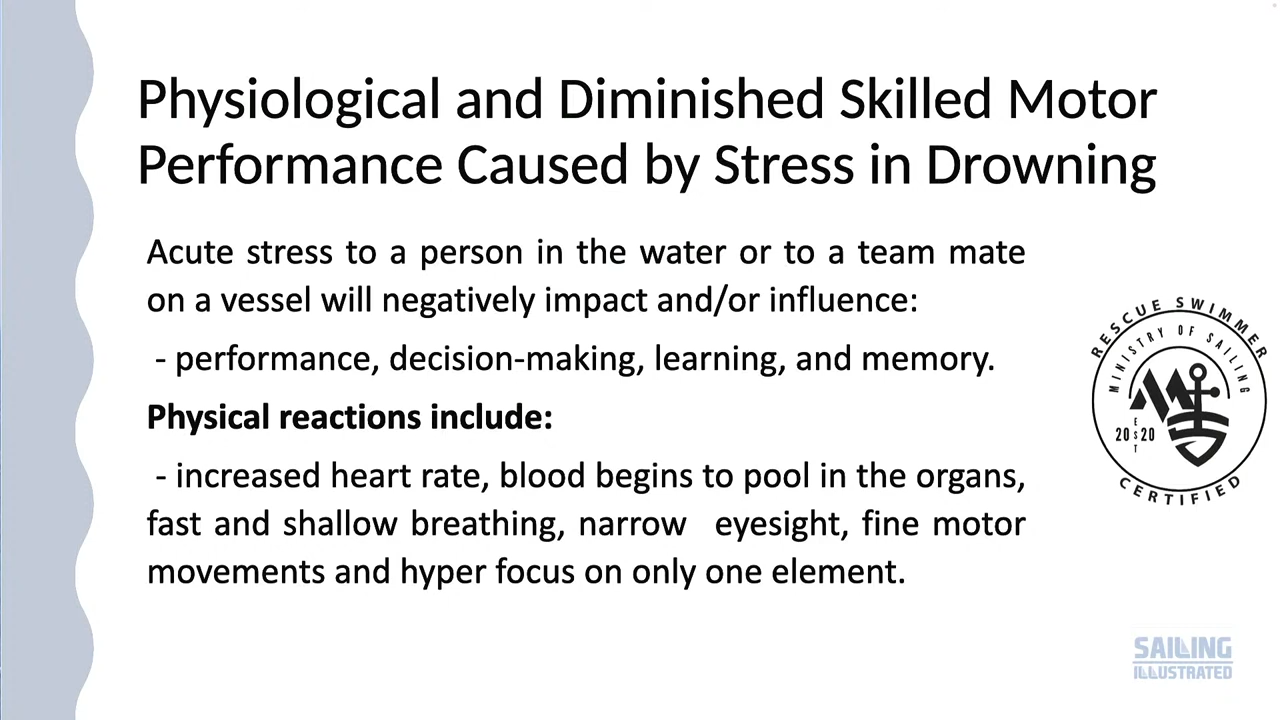 Physiological and Diminished Skilled Motor
Performance Caused by Stress in Drowning
Acute stress to a person in the water or to a team mate
on a vessel will negatively impact and/or influence:
- performance, decision-making, learning, and memory.
Physical reactions include:
- increased heart rate, blood begins to pool in the organs,
fast and shallow breathing, narrow eyesight, fine motor
movements and hyper focus on only one element.
RESCUE SWIMMER
MINISTRY OF SAILING
EST
2020
CERTIFIED
SAILING
ILLUSTRATED